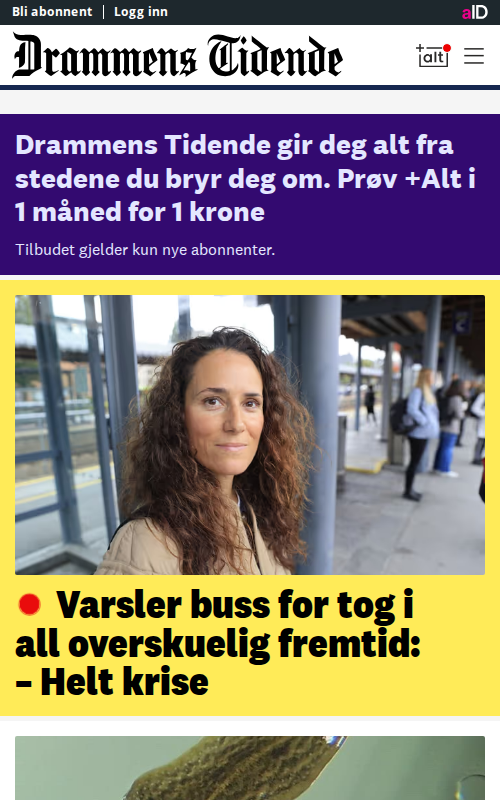 Bli abonnent | Logg inn
aID
Drammens Tidende
+alt
Drammens Tidende gir deg alt fra
stedene du bryr deg om. Prøv +Alt i
1 måned for 1 krone
Tilbudet gjelder kun nye abonnenter.
2
Varsler buss for tog i
all overskuelig fremtid:
– Helt krise